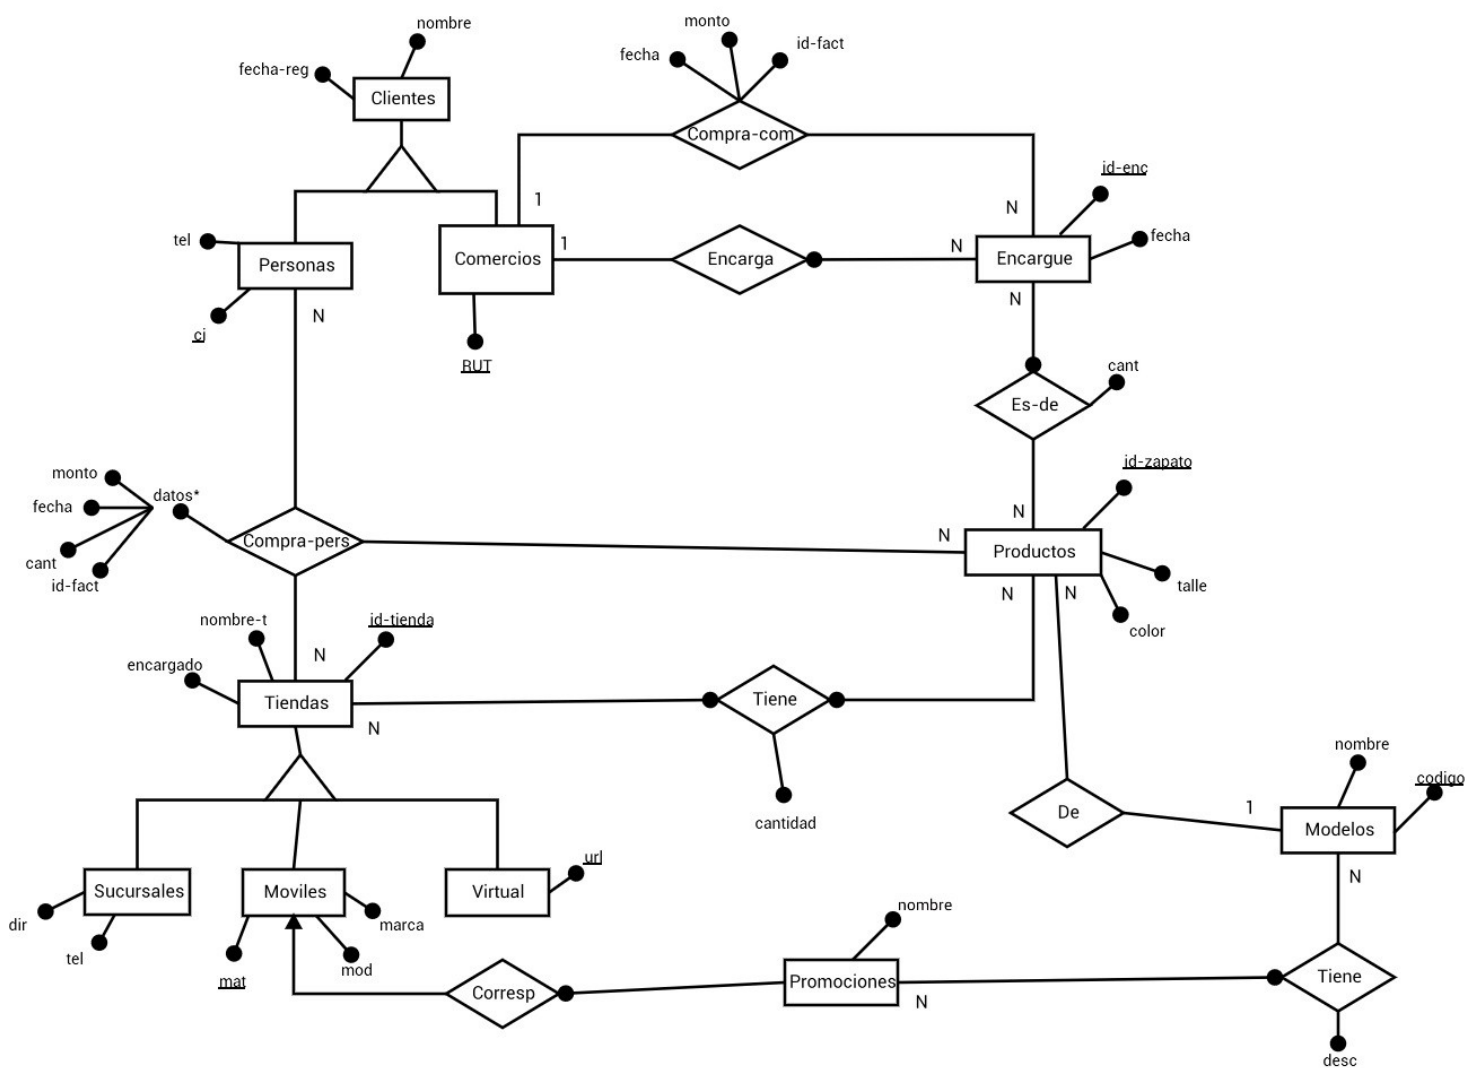 nombre
monto
id-fact
fecha
fecha-reg
Clientes
Compra-com
id-enc
1
N
tel
Personas
Comercios
1
Encarga
N
Encargue
fecha
N
N
ci
RUT
cant
Es-de
id-zapato
monto
datos*
fecha
N
N
Compra-pers
Productos
cant
id-fact
talle
N
N
nombre-t
id-tienda
color
N
encargado
Tiendas
Tiene
N
nombre
codigo
cantidad
De
1
Modelos
url
N
Sucursales
Moviles
Virtual
dir
marca
nombre
tel
mod
mat
Corresp
Promociones
Tiene
N
desc